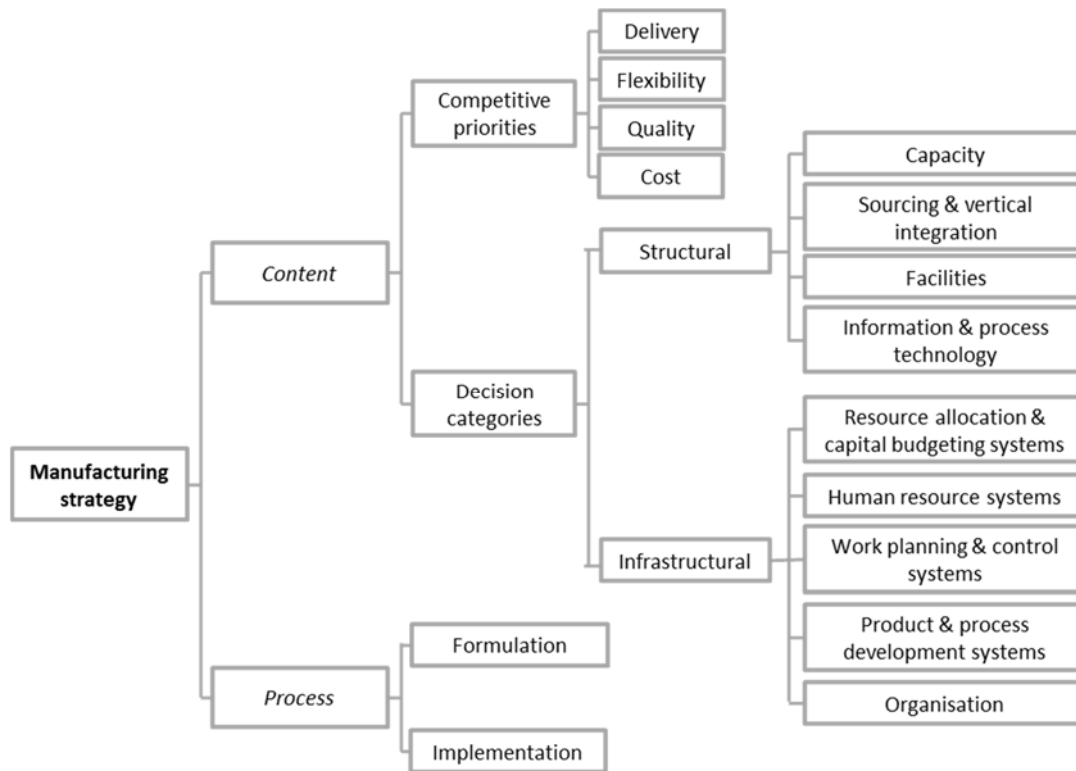 Delivery
Flexibility
Competitive
priorities
Quality
Cost
Capacity
Sourcing & vertical
integration
Content
Structural
Facilities
Information & process
technology
Decision
categories
Resource allocation &
capital budgeting systems
Manufacturing
strategy
Human resource systems
Work planning & control
systems
Infrastructural
Product & process
development systems
Formulation
Process
Organisation
Implementation